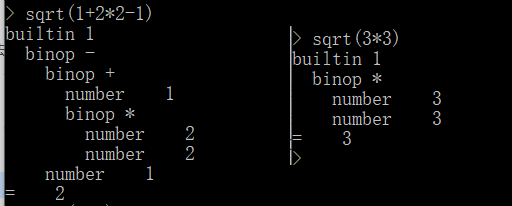 > sqrt(1+2*2-1)
builtin 1
binop -
binop +
number 1
binop *
number 2
number 2
number 1
= 2
> sqrt(3*3)
builtin 1
binop *
number 3
number 3
= 3
>